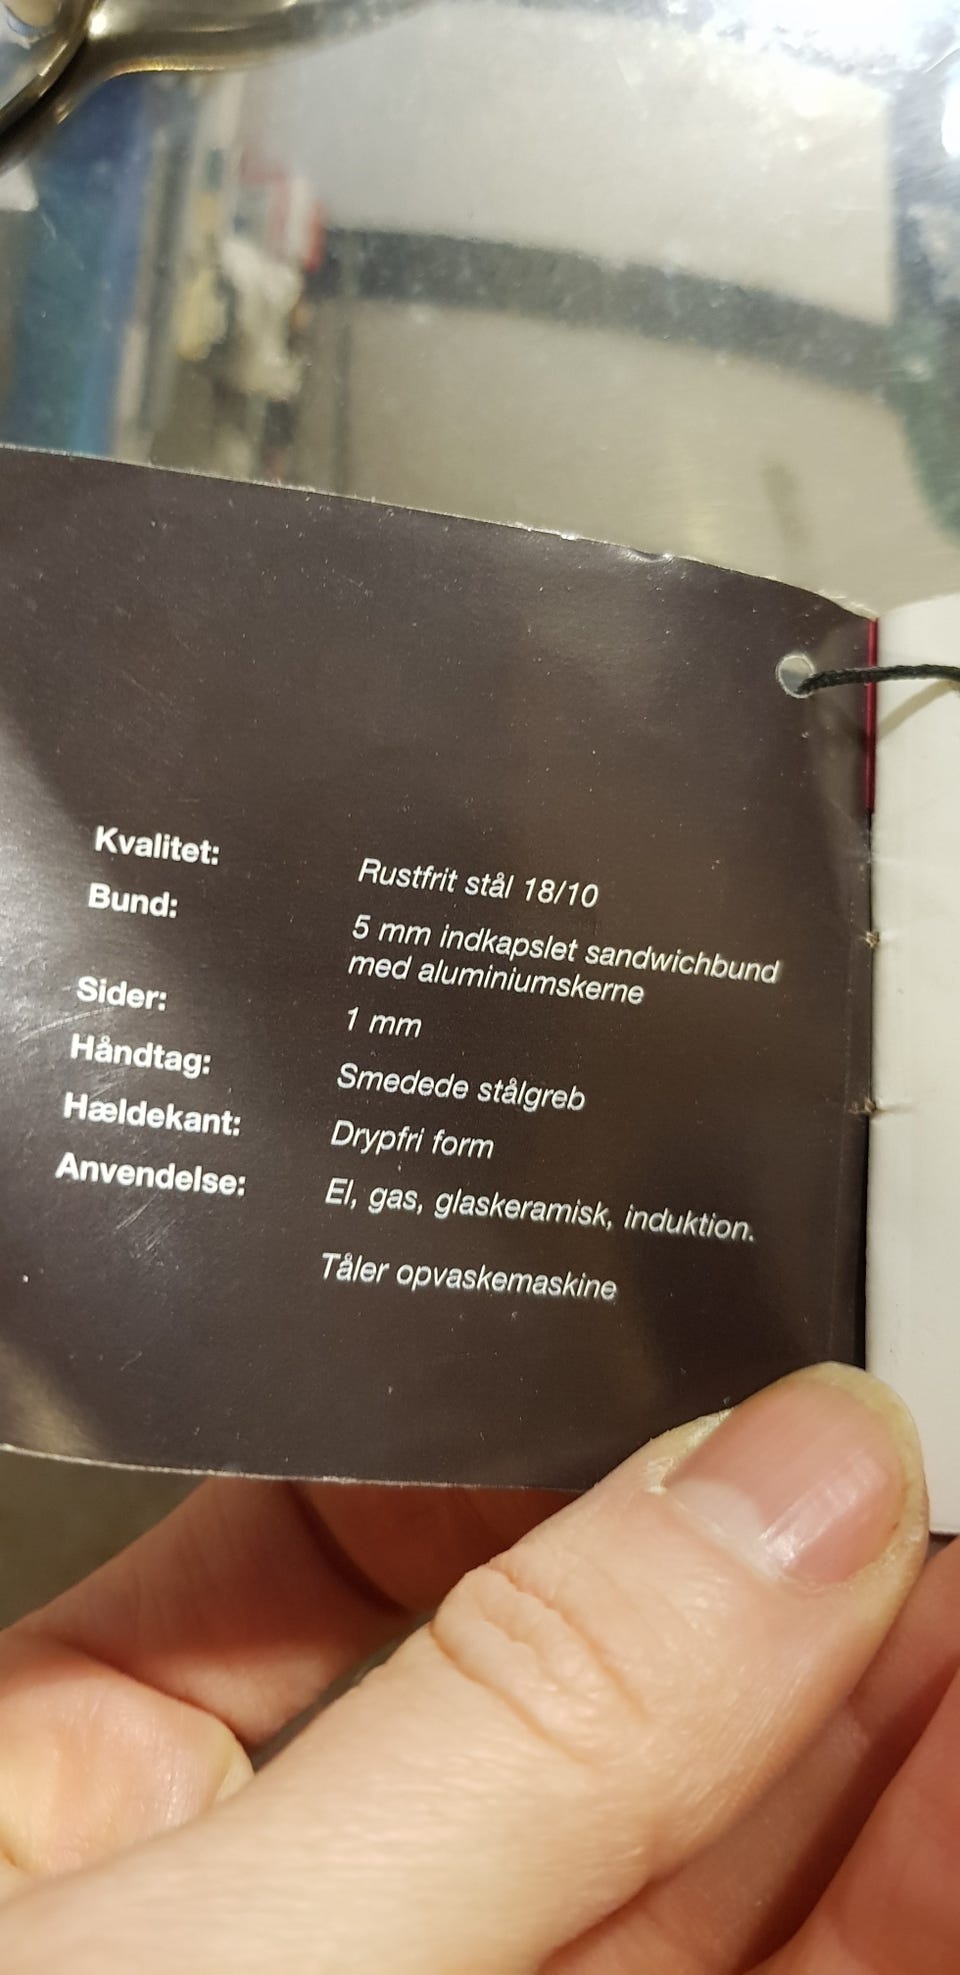 Kvalitet: Rustfrit stål 18/10
Bund: 5 mm indkapslet sandwichbund
med aluminiumskerne
Sider: 1 mm
Håndtag: Smedede stålgreb
Hældekant: Drypfri form
Anvendelse: El, gas, glaskeramisk, induktion.
Tåler opvaskemaskine